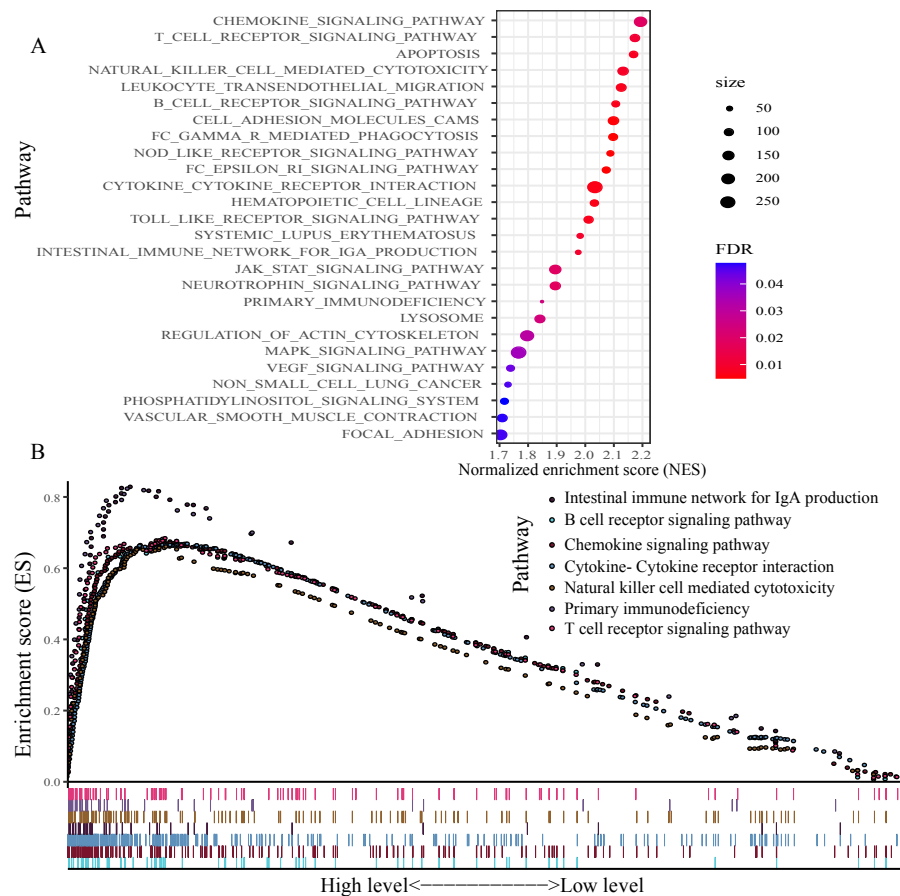 A
Pathway
CHEMOKINE_SIGNALING_PATHWAY
T_CELL_RECEPTOR_SIGNALING_PATHWAY
APOPTOSIS
NATURAL_KILLER_CELL_MEDIATED_CYTOTOXICITY
LEUKOCYTE_TRANSENDOTHELIAL_MIGRATION
B_CELL_RECEPTOR_SIGNALING_PATHWAY
CELL_ADHESION_MOLECULES_CAMS
FC_GAMMA_R_MEDIATED_PHAGOCYTOSIS
NOD_LIKE_RECEPTOR_SIGNALING_PATHWAY
FC_EPSILON_RI_SIGNALING_PATHWAY
CYTOKINE_CYTOKINE_RECEPTOR_INTERACTION
HEMATOPOIETIC_CELL_LINEAGE
TOLL_LIKE_RECEPTOR_SIGNALING_PATHWAY
SYSTEMIC_LUPUS_ERYTHEMATOSUS
INTESTINAL_IMMUNE_NETWORK_FOR_IGA_PRODUCTION
JAK_STAT_SIGNALING_PATHWAY
NEUROTROPHIN_SIGNALING_PATHWAY
PRIMARY_IMMUNODEFICIENCY
LYSOSOME
REGULATION_OF_ACTIN_CYTOSKELETON
MAPK_SIGNALING_PATHWAY
VEGF_SIGNALING_PATHWAY
NON_SMALL_CELL_LUNG_CANCER
PHOSPHATIDYLINOSITOL_SIGNALING_SYSTEM
VASCULAR_SMOOTH_MUSCLE_CONTRACTION
FOCAL_ADHESION
1.7 1.8 1.9 2.0 2.1 2.2
Normalized enrichment score (NES)
size
50
100
150
200
250
FDR
0.04
0.03
0.02
0.01
B
Enrichment score (ES)
0.8
0.6
0.4
0.2
0.0
Pathway
Intestinal immune network for IgA production
B cell receptor signaling pathway
Chemokine signaling pathway
Cytokine- Cytokine receptor interaction
Natural killer cell mediated cytotoxicity
Primary immunodeficiency
T cell receptor signaling pathway
High level<−−−−−−−−−−−>Low level